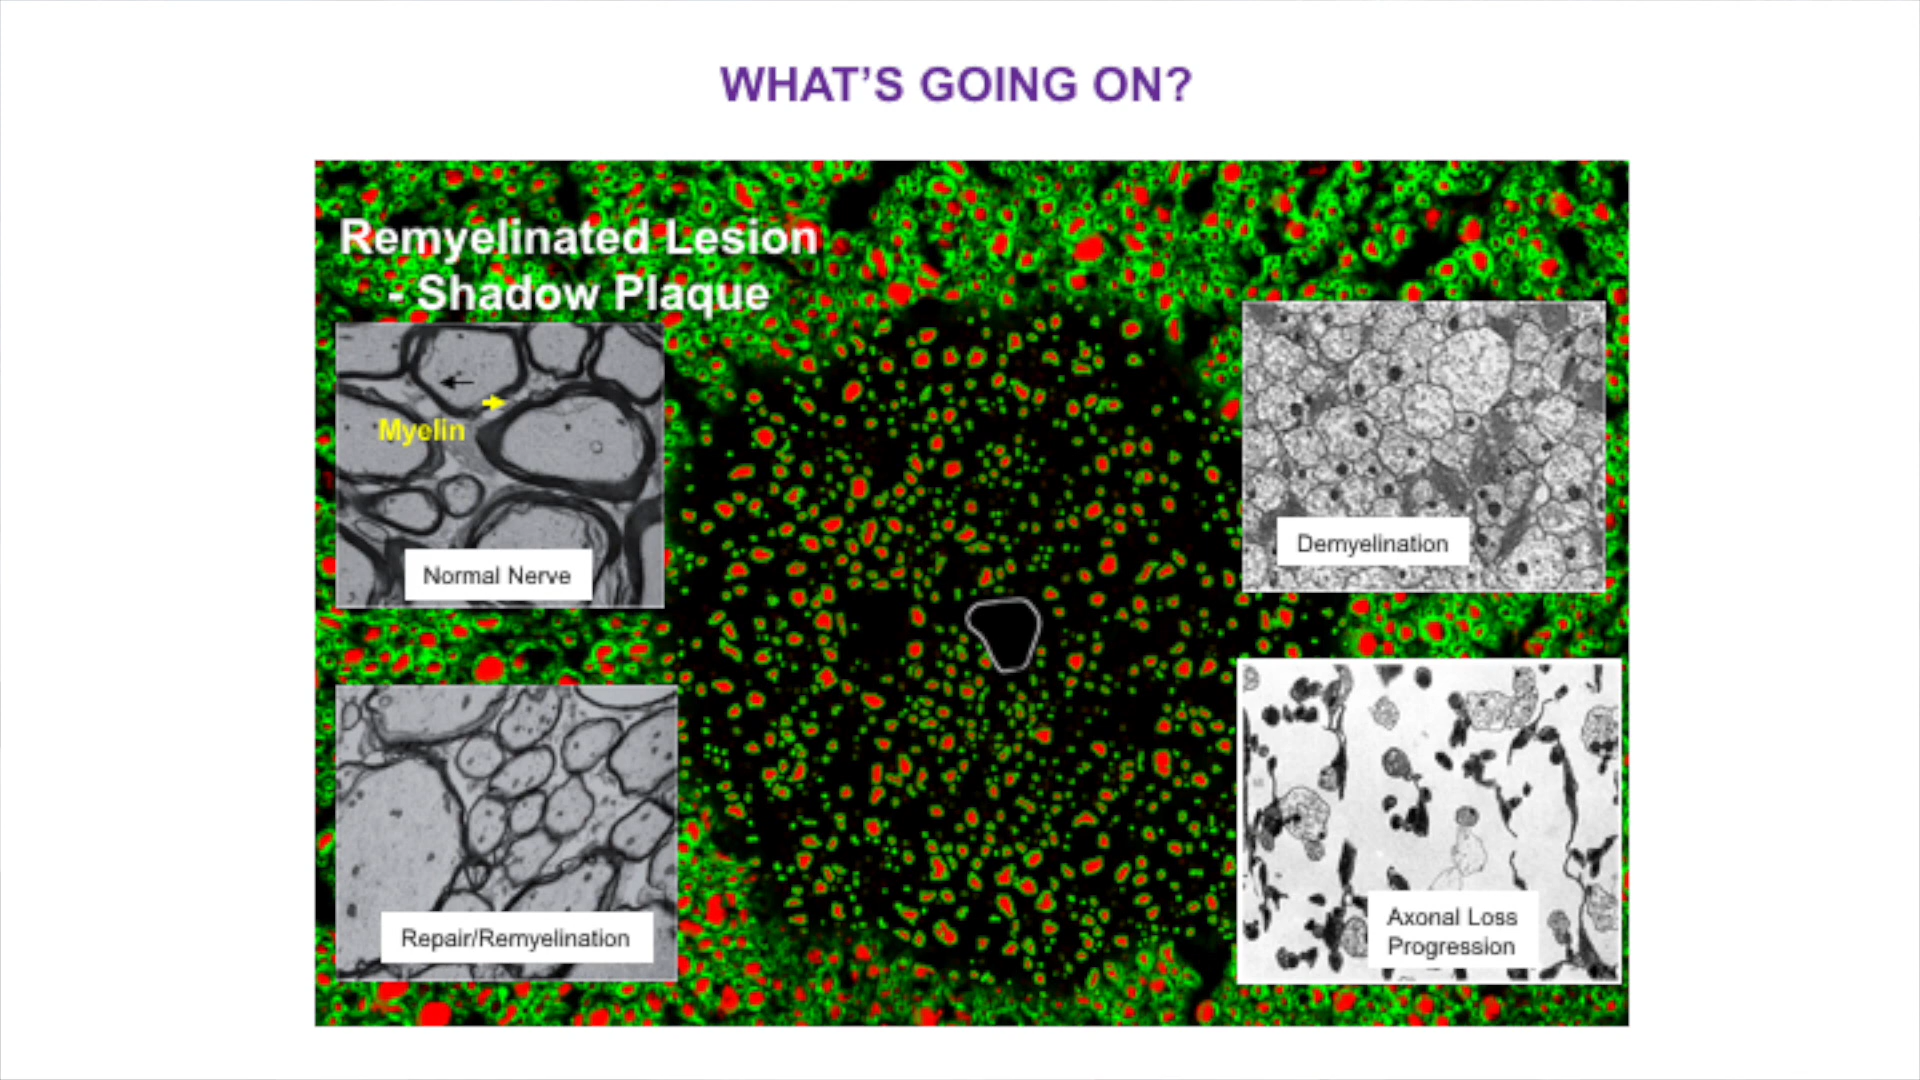 WHAT'S GOING ON?
Remyelinated Lesion
- Shadow Plaque
Myelin
Normal Nerve
Demyelination
Repair/Remyelination
Axonal Loss
Progression